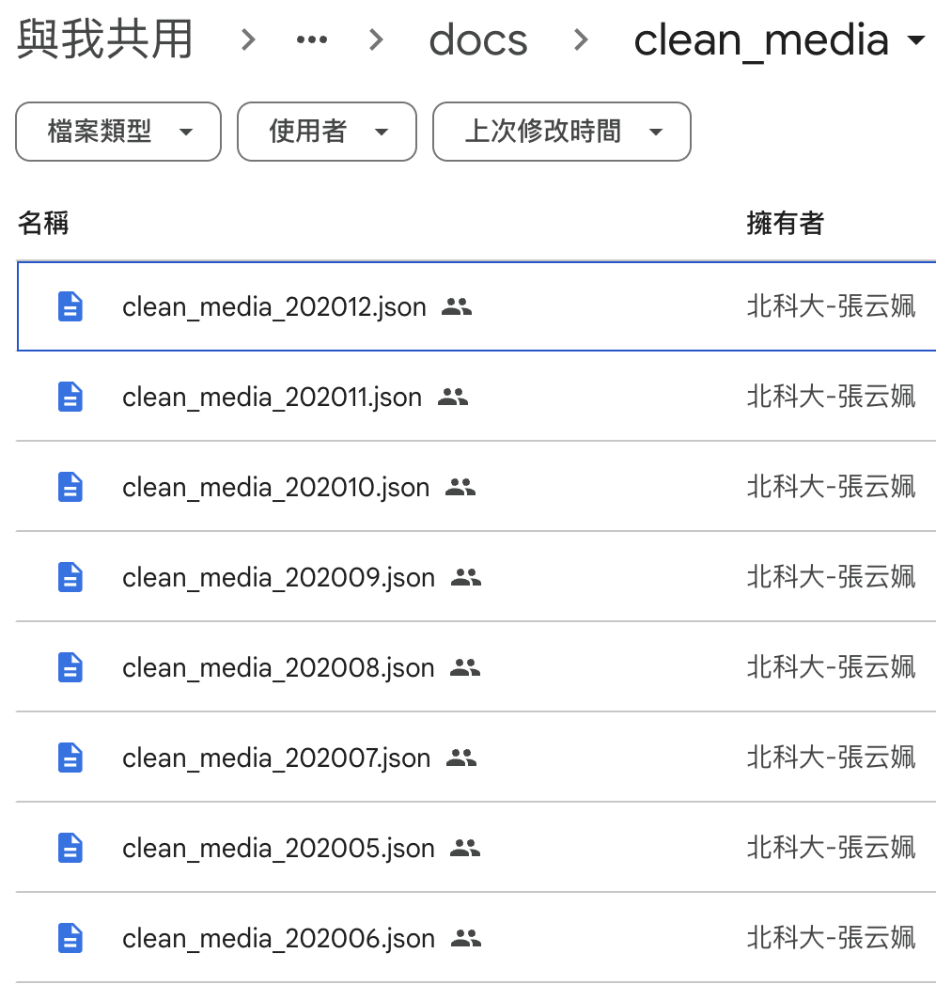 與我共用 > ... > docs > clean_media
檔案類型 使用者 上次修改時間
名稱 擁有者
clean_media_202012.json 北科大-張云姵
clean_media_202011.json 北科大-張云姵
clean_media_202010.json 北科大-張云姵
clean_media_202009.json 北科大-張云姵
clean_media_202008.json 北科大-張云姵
clean_media_202007.json 北科大-張云姵
clean_media_202005.json 北科大-張云姵
clean_media_202006.json 北科大-張云姵